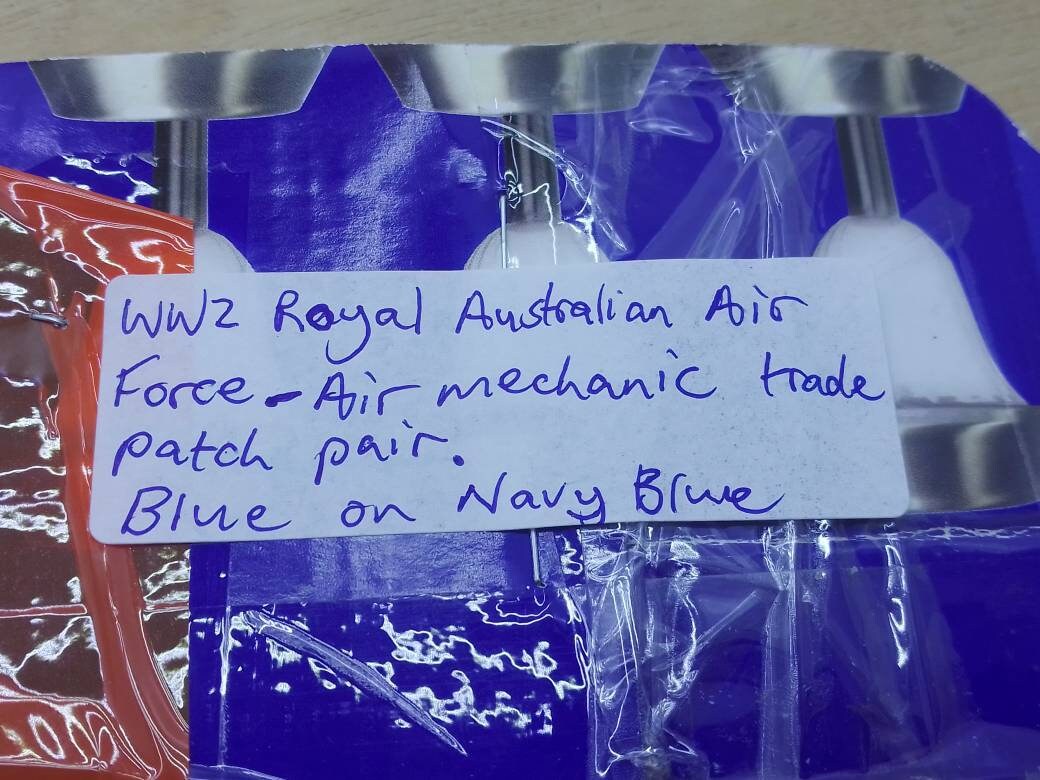 WW2 Royal Australian Air
Force - Air mechanic trade
patch pair.
Blue on Navy Blue